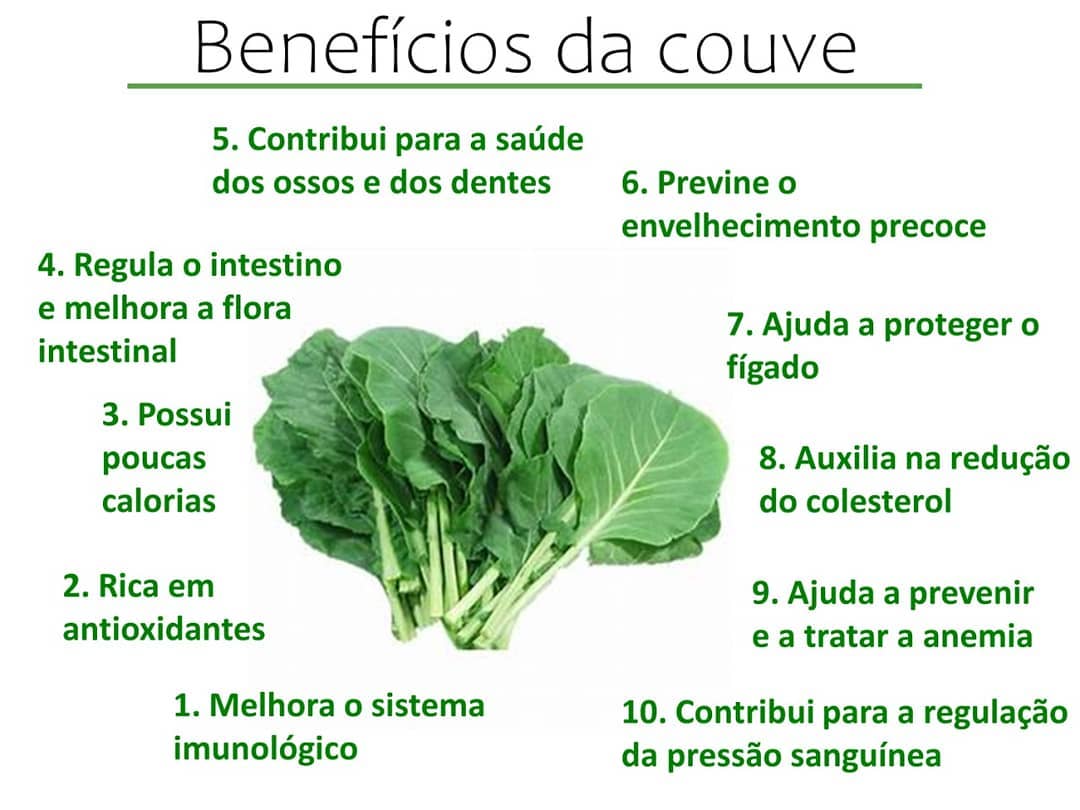 Benefícios da couve
5. Contribui para a saúde
dos ossos e dos dentes
6. Previne o
envelhecimento precoce
4. Regula o intestino
e melhora a flora
intestinal
7. Ajuda a proteger o
fígado
3. Possui
poucas
calorias
8. Auxilia na redução
do colesterol
2. Rica em
antioxidantes
9. Ajuda a prevenir
e a tratar a anemia
1. Melhora o sistema
imunológico
10. Contribui para a regulação
da pressão sanguínea